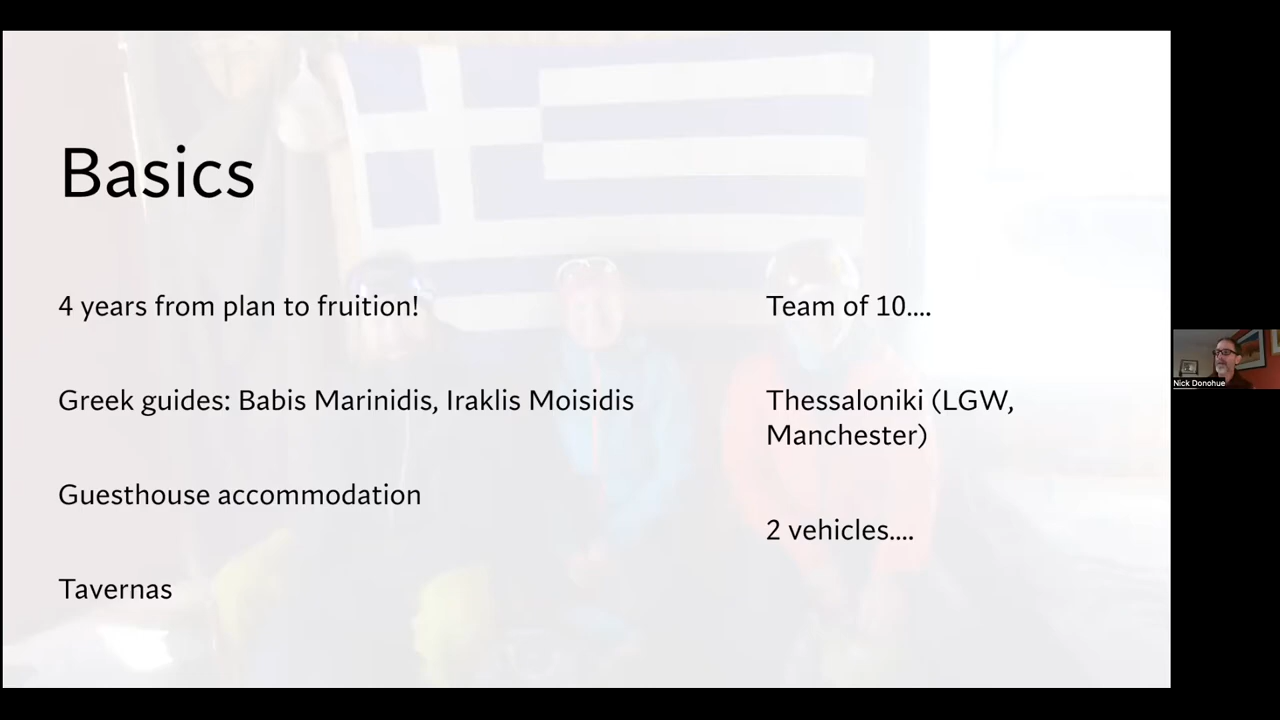 Basics
4 years from plan to fruition!
Greek guides: Babis Marinidis, Iraklis Moisidis
Guesthouse accommodation
Tavernas
Team of 10....
Thessaloniki (LGW,
Manchester)
2 vehicles....
Nick Donohue